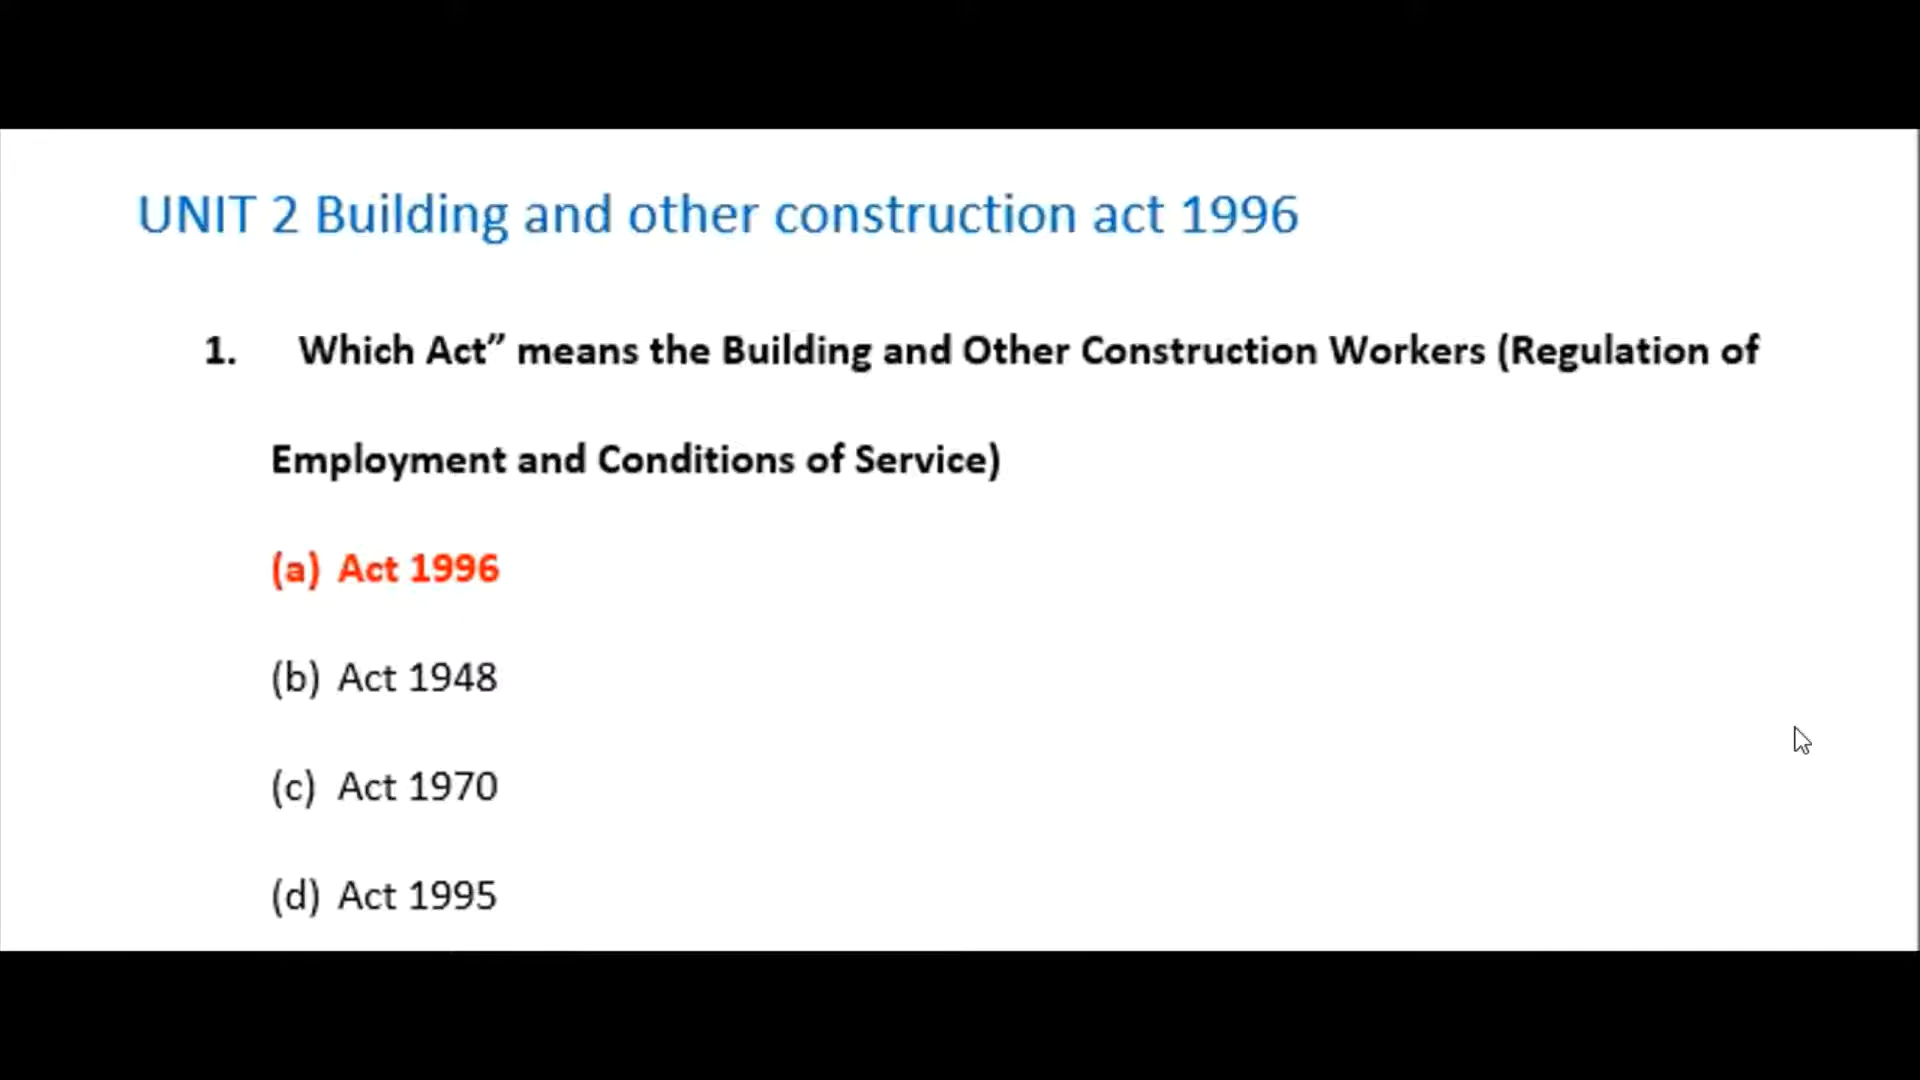 UNIT 2 Building and other construction act 1996
1. Which Act” means the Building and Other Construction Workers (Regulation of
Employment and Conditions of Service)
(a) Act 1996
(b) Act 1948
(c) Act 1970
(d) Act 1995